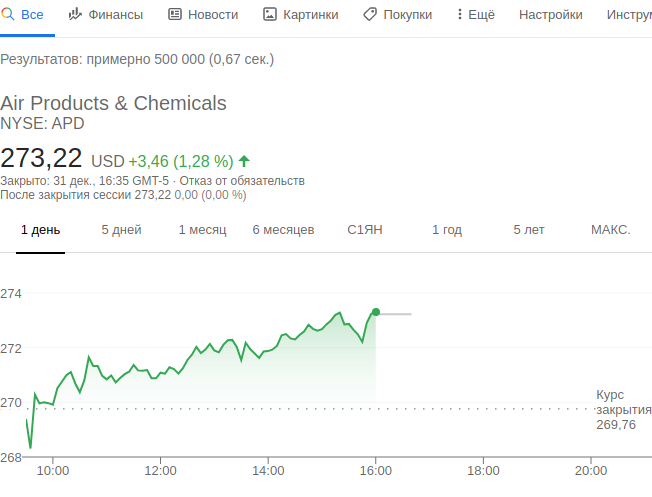 Все Финансы Новости Картинки Покупки Ещё Настройки
Результатов: примерно 500 000 (0,67 сек.)
Air Products & Chemicals
NYSE: APD
273,22 USD +3,46 (1,28 %)
Закрыто: 31 дек., 16:35 GMT-5 · Отказ от обязательств
После закрытия сессии 273,22 0,00 (0,00 %)
1 день 5 дней 1 месяц 6 месяцев С1ЯН 1 год 5 лет МАКС.
274
272
270
Курс
закрытия
269,76
268
10:00 12:00 14:00 16:00 18:00 20:00